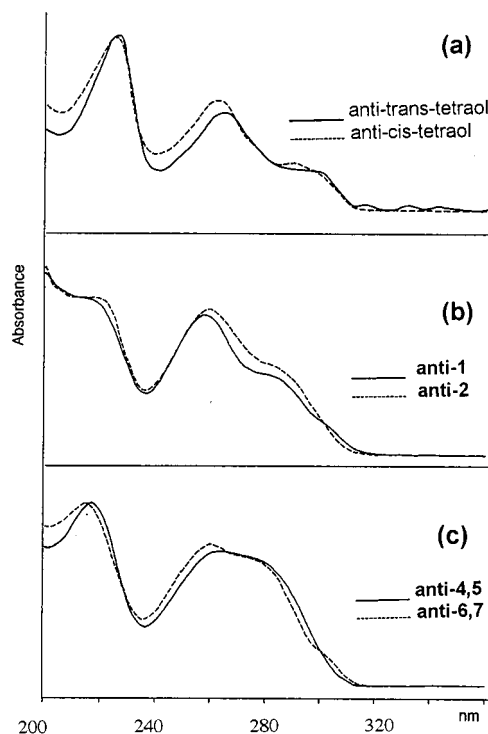 (a)
anti-trans-tetraol
anti-cis-tetraol
Absorbance
(b)
anti-1
anti-2
(c)
anti-4,5
anti-6,7
200 240 280 320 nm